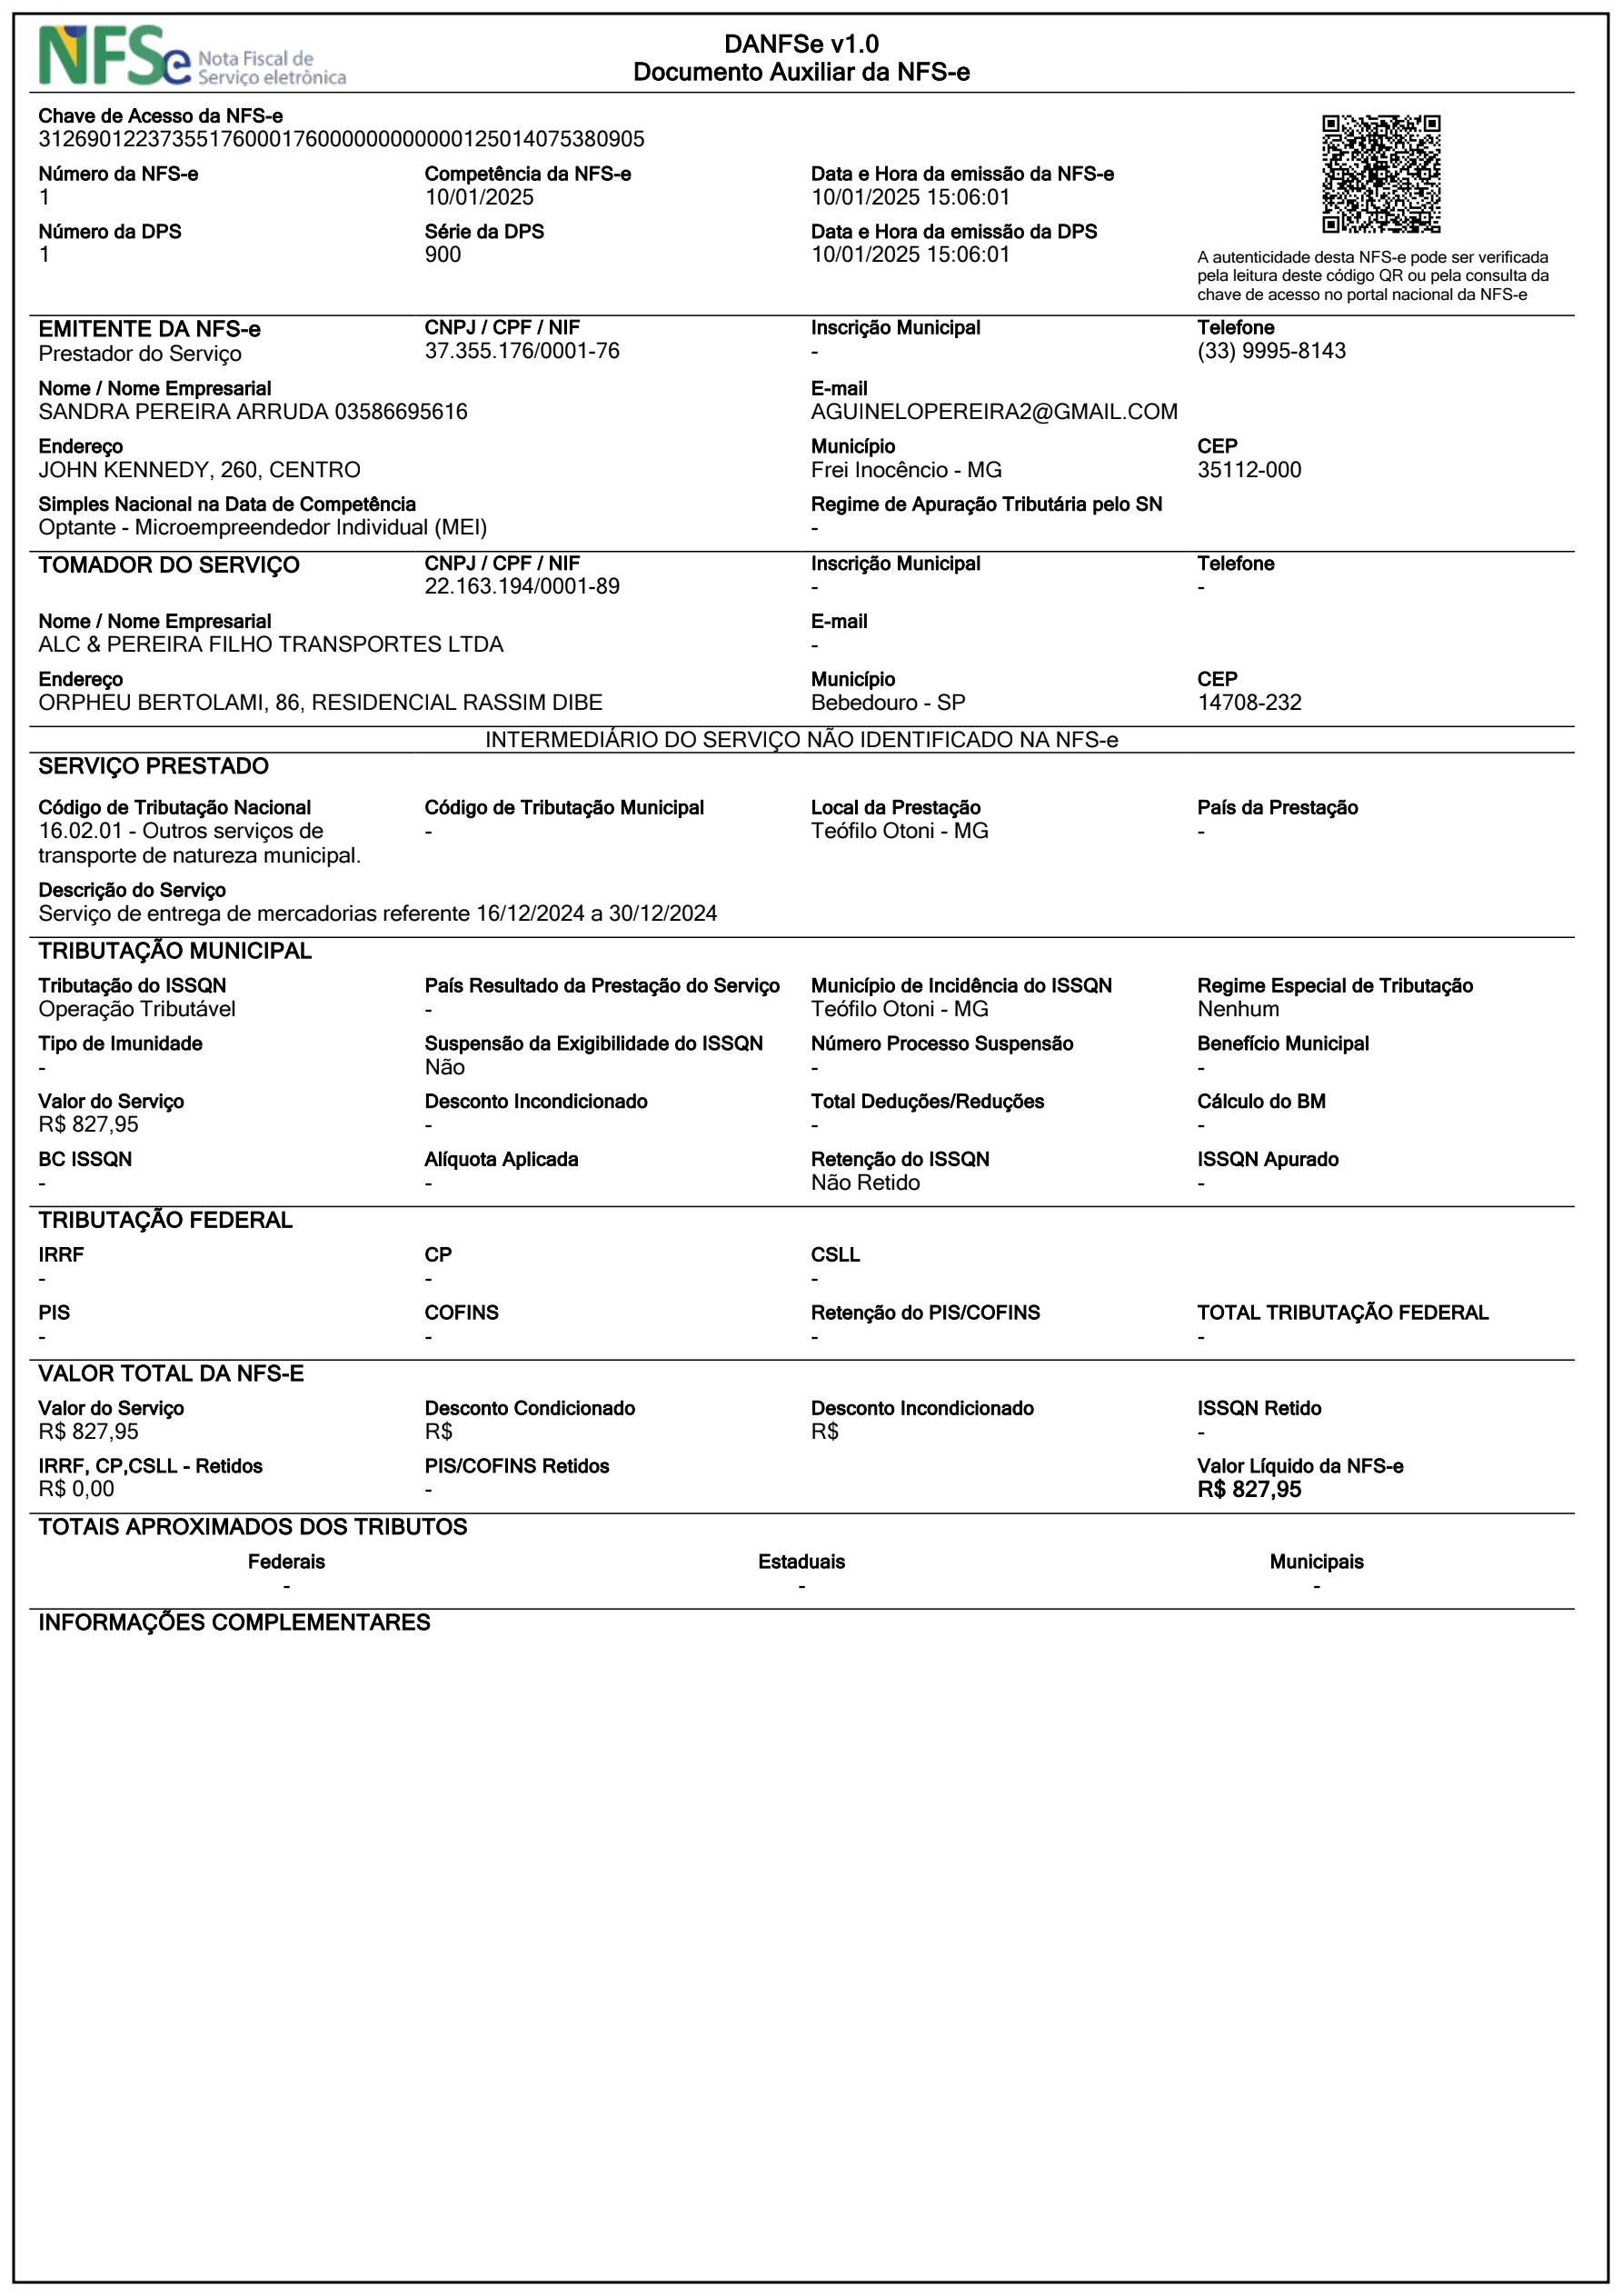 NFSe Nota Fiscal de
Serviço eletrônica
DANFSe v1.0
Documento Auxiliar da NFS-e
Chave de Acesso da NFS-e
31269012237355176000176000000000000125014075380905
Número da NFS-e Competência da NFS-e Data e Hora da emissão da NFS-e
1 10/01/2025 10/01/2025 15:06:01
Número da DPS Série da DPS Data e Hora da emissão da DPS
1 900 10/01/2025 15:06:01
A autenticidade desta NFS-e pode ser verificada
pela leitura deste código QR ou pela consulta da
chave de acesso no portal nacional da NFS-e
EMITENTE DA NFS-e CNPJ / CPF / NIF Inscrição Municipal Telefone
Prestador do Serviço 37.355.176/0001-76 - (33) 9995-8143
Nome / Nome Empresarial E-mail
SANDRA PEREIRA ARRUDA 03586695616 AGUINELOPEREIRA2@GMAIL.COM
Endereço Município CEP
JOHN KENNEDY, 260, CENTRO Frei Inocêncio - MG 35112-000
Simples Nacional na Data de Competência Regime de Apuração Tributária pelo SN
Optante - Microempreendedor Individual (MEI) -
TOMADOR DO SERVIÇO CNPJ / CPF / NIF Inscrição Municipal Telefone
22.163.194/0001-89 - -
Nome / Nome Empresarial E-mail
ALC & PEREIRA FILHO TRANSPORTES LTDA -
Endereço Município CEP
ORPHEU BERTOLAMI, 86, RESIDENCIAL RASSIM DIBE Bebedouro - SP 14708-232
INTERMEDIÁRIO DO SERVIÇO NÃO IDENTIFICADO NA NFS-e
SERVIÇO PRESTADO
Código de Tributação Nacional Código de Tributação Municipal Local da Prestação País da Prestação
16.02.01 - Outros serviços de - Teófilo Otoni - MG -
transporte de natureza municipal.
Descrição do Serviço
Serviço de entrega de mercadorias referente 16/12/2024 a 30/12/2024
TRIBUTAÇÃO MUNICIPAL
Tributação do ISSQN País Resultado da Prestação do Serviço Município de Incidência do ISSQN Regime Especial de Tributação
Operação Tributável - Teófilo Otoni - MG Nenhum
Tipo de Imunidade Suspensão da Exigibilidade do ISSQN Número Processo Suspensão Benefício Municipal
- Não - -
Valor do Serviço Desconto Incondicionado Total Deduções/Reduções Cálculo do BM
R$ 827,95 - - -
BC ISSQN Alíquota Aplicada Retenção do ISSQN ISSQN Apurado
- - Não Retido -
TRIBUTAÇÃO FEDERAL
IRRF CP CSLL
- - -
PIS COFINS Retenção do PIS/COFINS TOTAL TRIBUTAÇÃO FEDERAL
- - - -
VALOR TOTAL DA NFS-E
Valor do Serviço Desconto Condicionado Desconto Incondicionado ISSQN Retido
R$ 827,95 R$ R$ -
IRRF, CP,CSLL - Retidos PIS/COFINS Retidos Valor Líquido da NFS-e
R$ 0,00 - R$ 827,95
TOTAIS APROXIMADOS DOS TRIBUTOS
Federais Estaduais Municipais
- - -
INFORMAÇÕES COMPLEMENTARES